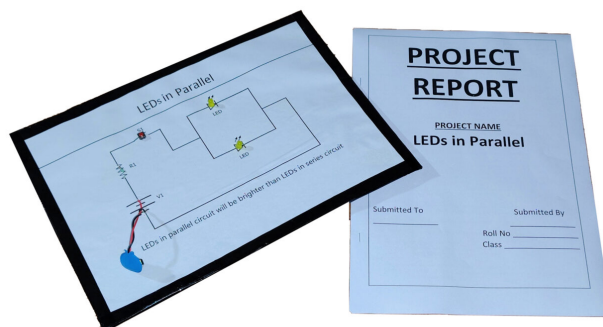 LEDs in Parallel
LED
R1
LED
V1
LEDs in parallel circuit will be brighter than LEDs in series circuit
PROJECT
REPORT
PROJECT NAME
LEDs in Parallel
Submitted To
Submitted By
Roll No
Class